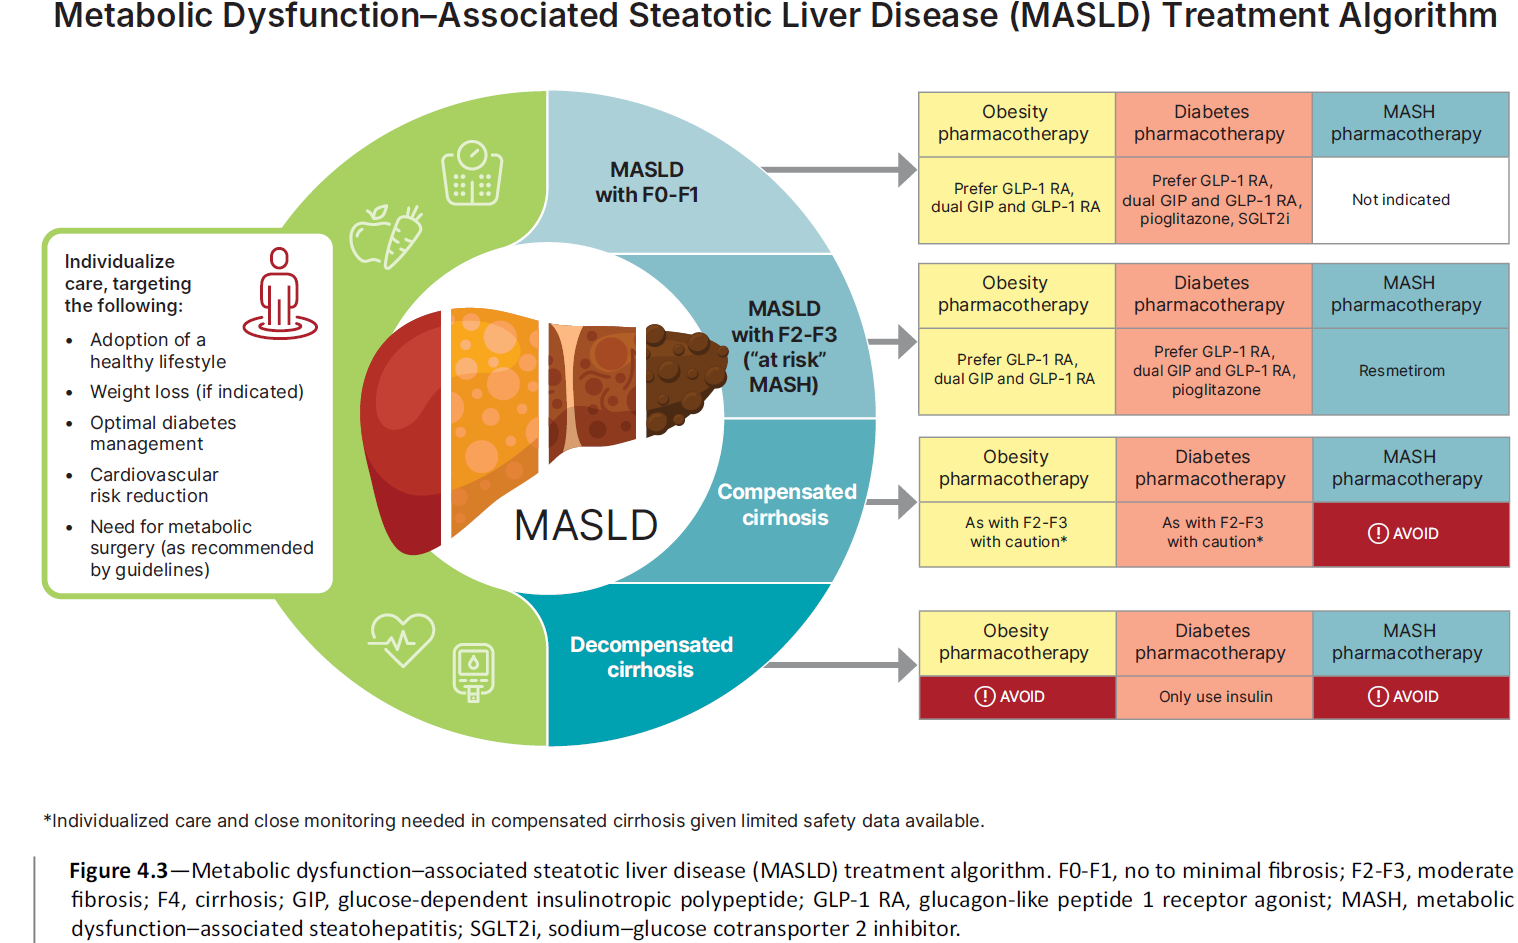 Metabolic Dysfunction–Associated Steatotic Liver Disease (MASLD) Treatment Algorithm
Individualize
care, targeting
the following:
• Adoption of a
healthy lifestyle
• Weight loss (if indicated)
• Optimal diabetes
management
• Cardiovascular
risk reduction
• Need for metabolic
surgery (as recommended
by guidelines)
MASLD
MASLD
with F0-F1
Obesity
pharmacotherapy
Diabetes
pharmacotherapy
MASH
pharmacotherapy
Prefer GLP-1 RA,
dual GIP and GLP-1 RA
Prefer GLP-1 RA,
dual GIP and GLP-1 RA,
pioglitazone, SGLT2i
Not indicated
MASLD
with F2-F3
(“at risk”
MASH)
Obesity
pharmacotherapy
Diabetes
pharmacotherapy
MASH
pharmacotherapy
Prefer GLP-1 RA,
dual GIP and GLP-1 RA
Prefer GLP-1 RA,
dual GIP and GLP-1 RA,
pioglitazone
Resmetirom
Compensated
cirrhosis
Obesity
pharmacotherapy
Diabetes
pharmacotherapy
MASH
pharmacotherapy
As with F2-F3
with caution*
As with F2-F3
with caution*
! AVOID
Decompensated
cirrhosis
Obesity
pharmacotherapy
Diabetes
pharmacotherapy
MASH
pharmacotherapy
! AVOID
Only use insulin
! AVOID
*Individualized care and close monitoring needed in compensated cirrhosis given limited safety data available.
Figure 4.3—Metabolic dysfunction–associated steatotic liver disease (MASLD) treatment algorithm. F0-F1, no to minimal fibrosis; F2-F3, moderate
fibrosis; F4, cirrhosis; GIP, glucose-dependent insulinotropic polypeptide; GLP-1 RA, glucagon-like peptide 1 receptor agonist; MASH, metabolic
dysfunction–associated steatohepatitis; SGLT2i, sodium–glucose cotransporter 2 inhibitor.